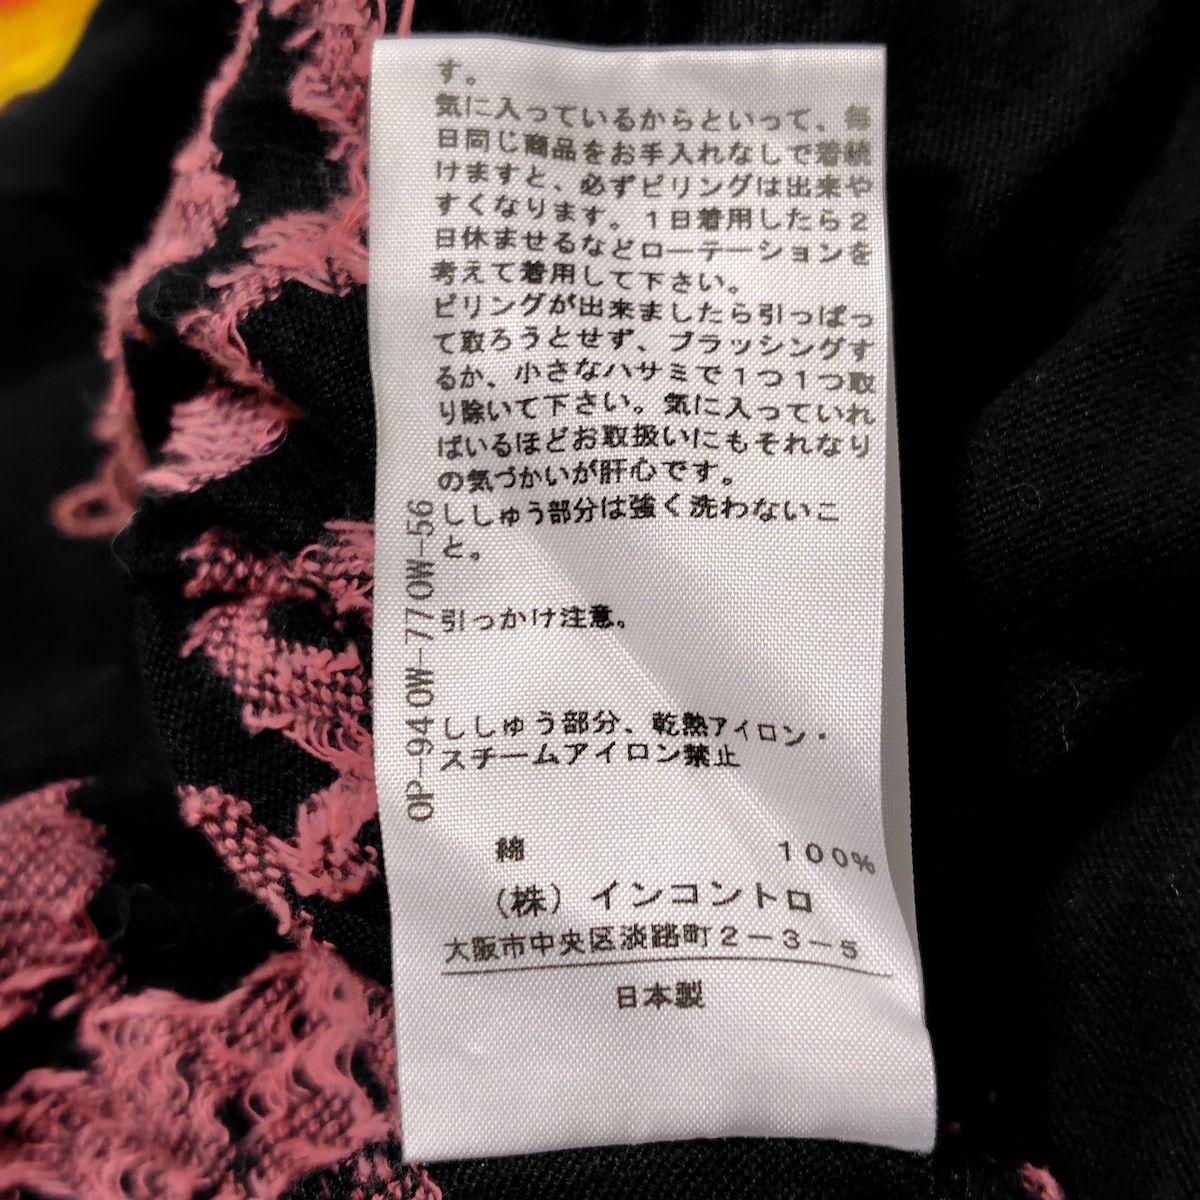 す。
気に入っているからといって、毎
日同じ商品をお手入れなしで着続
けますと、必ずピリングは出来や
すくなります。１日着用したら２
日休ませるなどローテーションを
考えて着用して下さい。
ピリングが出来ましたら引っぱっ
て取ろうとせず、ブラッシングす
るか、小さなハサミで１つ１つ取
り除いて下さい。気に入っていれ
ばいるほどお取扱いにもそれなり
の気づかいが肝心です。
ししゅう部分は強く洗わないこ
と。
引っかけ注意。
ししゅう部分、乾熱アイロン・
スチームアイロン禁止
綿 １００％
（株）インコントロ
大阪市中央区淡路町２－３－５
日本製
OP-940W-770W-56